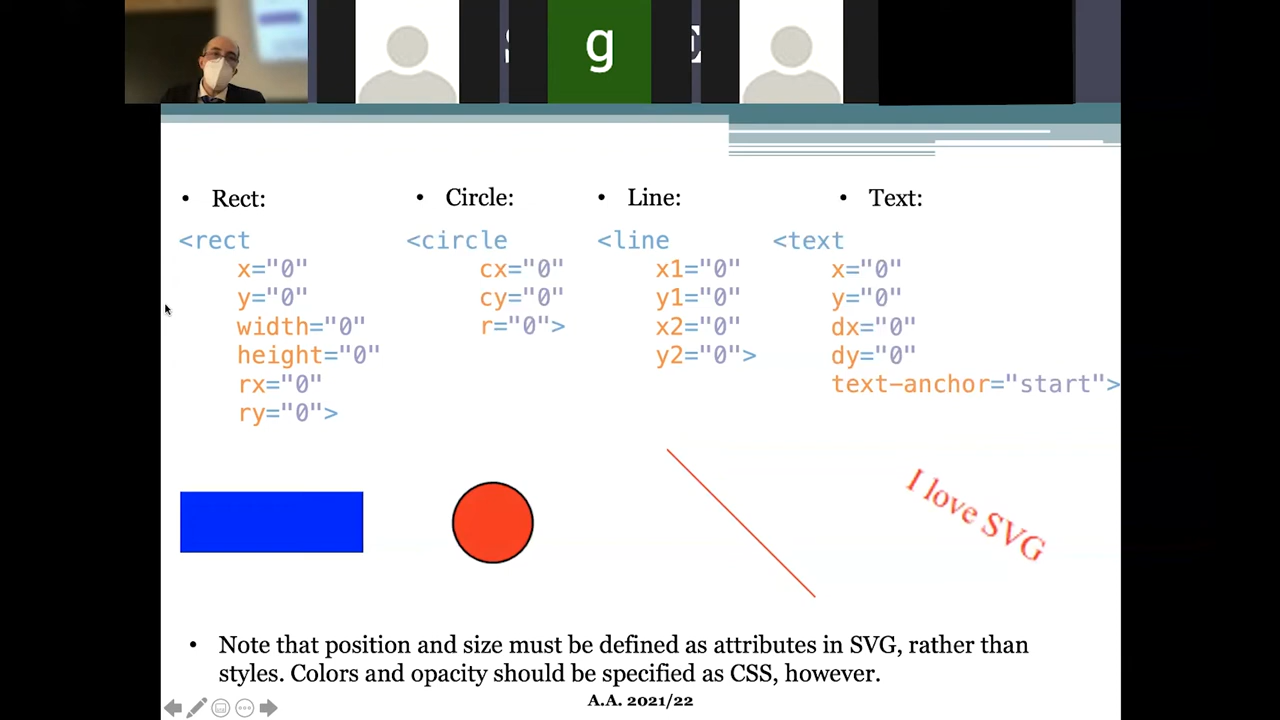 g
• Rect:
<rect
x="0"
y="0"
width="0"
height="0"
rx="0"
ry="0">
• Circle:
<circle
cx="0"
cy="0"
r="0">
• Line:
<line
x1="0"
y1="0"
x2="0"
y2="0">
• Text:
<text
x="0"
y="0"
dx="0"
dy="0"
text-anchor="start">
I love SVG
• Note that position and size must be defined as attributes in SVG, rather than
styles. Colors and opacity should be specified as CSS, however.
A.A. 2021/22